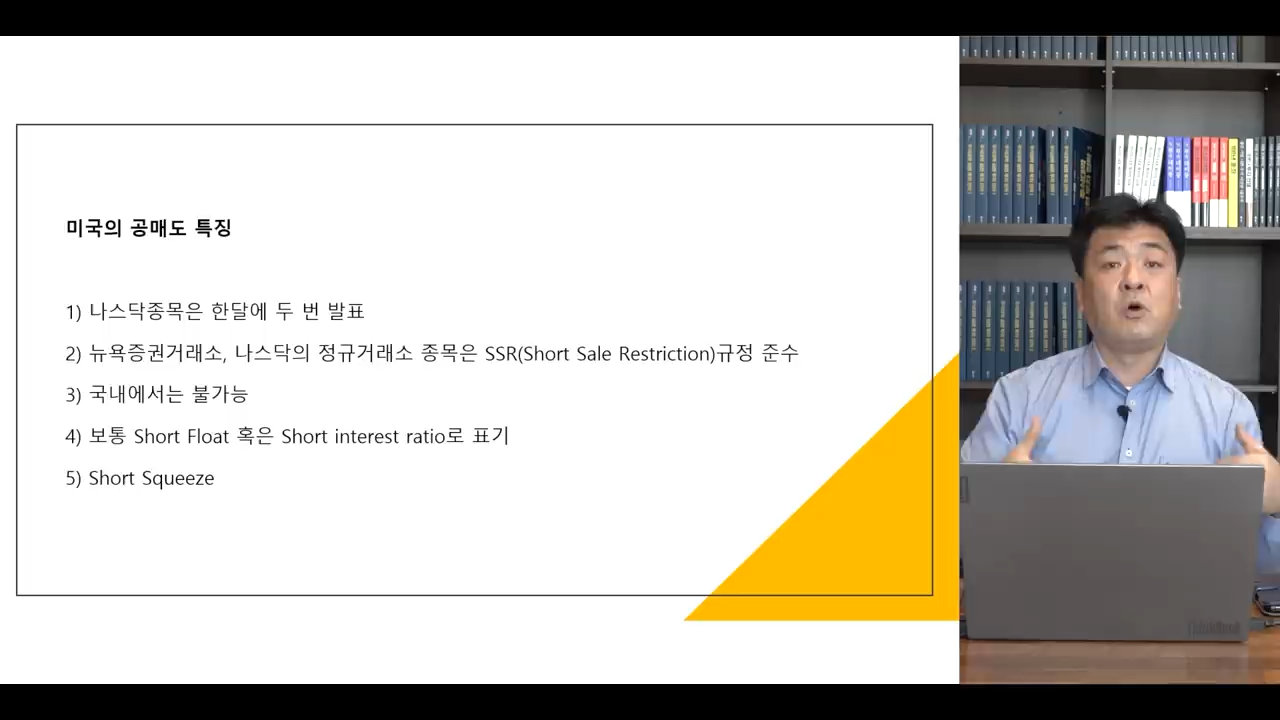 미국의 공매도 특징
1) 나스닥종목은 한달에 두 번 발표
2) 뉴욕증권거래소, 나스닥의 정규거래소 종목은 SSR(Short Sale Restriction)규정 준수
3) 국내에서는 불가능
4) 보통 Short Float 혹은 Short interest ratio로 표기
5) Short Squeeze